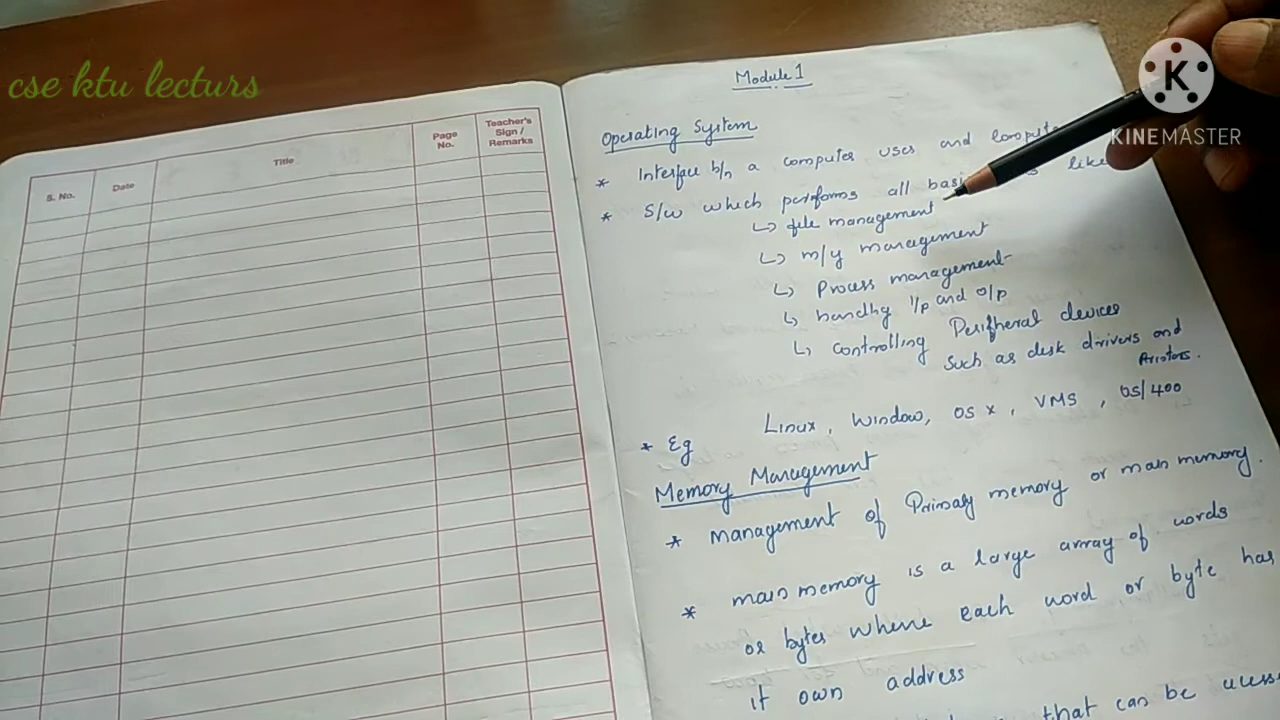 cse ktu lecturs
KINEMASTER
S. No.
Date
Title
Page No.
Teacher's Sign / Remarks
Module 1
Operating System
* Interface b/n a computer user and
* S/w which performs all like
↳ file management
↳ m/y management
↳ Process management
↳ handling i/p and o/p
↳ controlling Peripheral devices
such as desk drivers and
Printers.
* Eg Linux, Window, OS X, VMS, OS/400
Memory Management
* Management of Primary memory or main memory.
* main memory is a large array of words
or bytes where each word or byte has
it own address
that can be